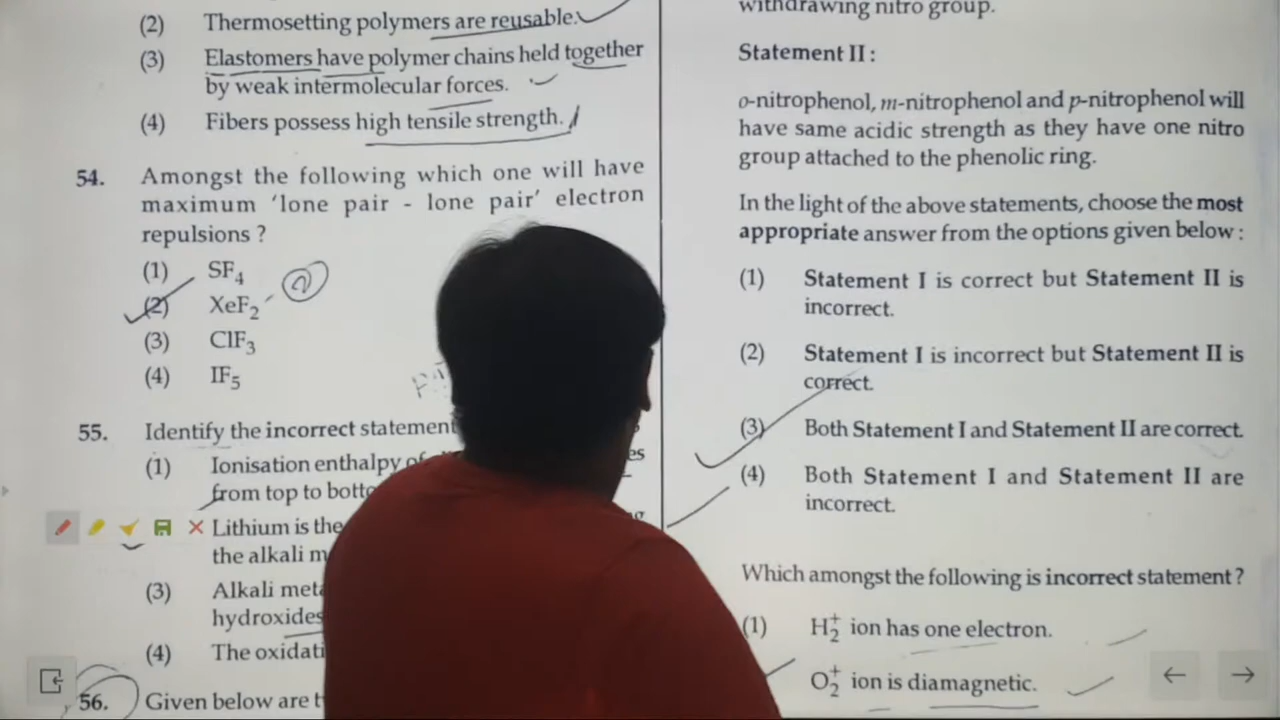 (2) Thermosetting polymers are reusable.
(3) Elastomers have polymer chains held together
by weak intermolecular forces.
(4) Fibers possess high tensile strength.
54. Amongst the following which one will have
maximum 'lone pair - lone pair' electron
repulsions ?
(1) SF₄
(2) XeF₂
(3) ClF₃
(4) IF₅
55. Identify the incorrect statement
(1) Ionisation enthalpy
from top to
Lithium is the
the alkali
(3) Alkali
hydroxides
(4) The
56. Given below are
withdrawing nitro group.
Statement II :
o-nitrophenol, m-nitrophenol and p-nitrophenol will
have same acidic strength as they have one nitro
group attached to the phenolic ring.
In the light of the above statements, choose the most
appropriate answer from the options given below :
(1) Statement I is correct but Statement II is
incorrect.
(2) Statement I is incorrect but Statement II is
correct.
(3) Both Statement I and Statement II are correct.
(4) Both Statement I and Statement II are
incorrect.
Which amongst the following is incorrect statement ?
(1) H₂⁺ ion has one electron.
O₂⁺ ion is diamagnetic.